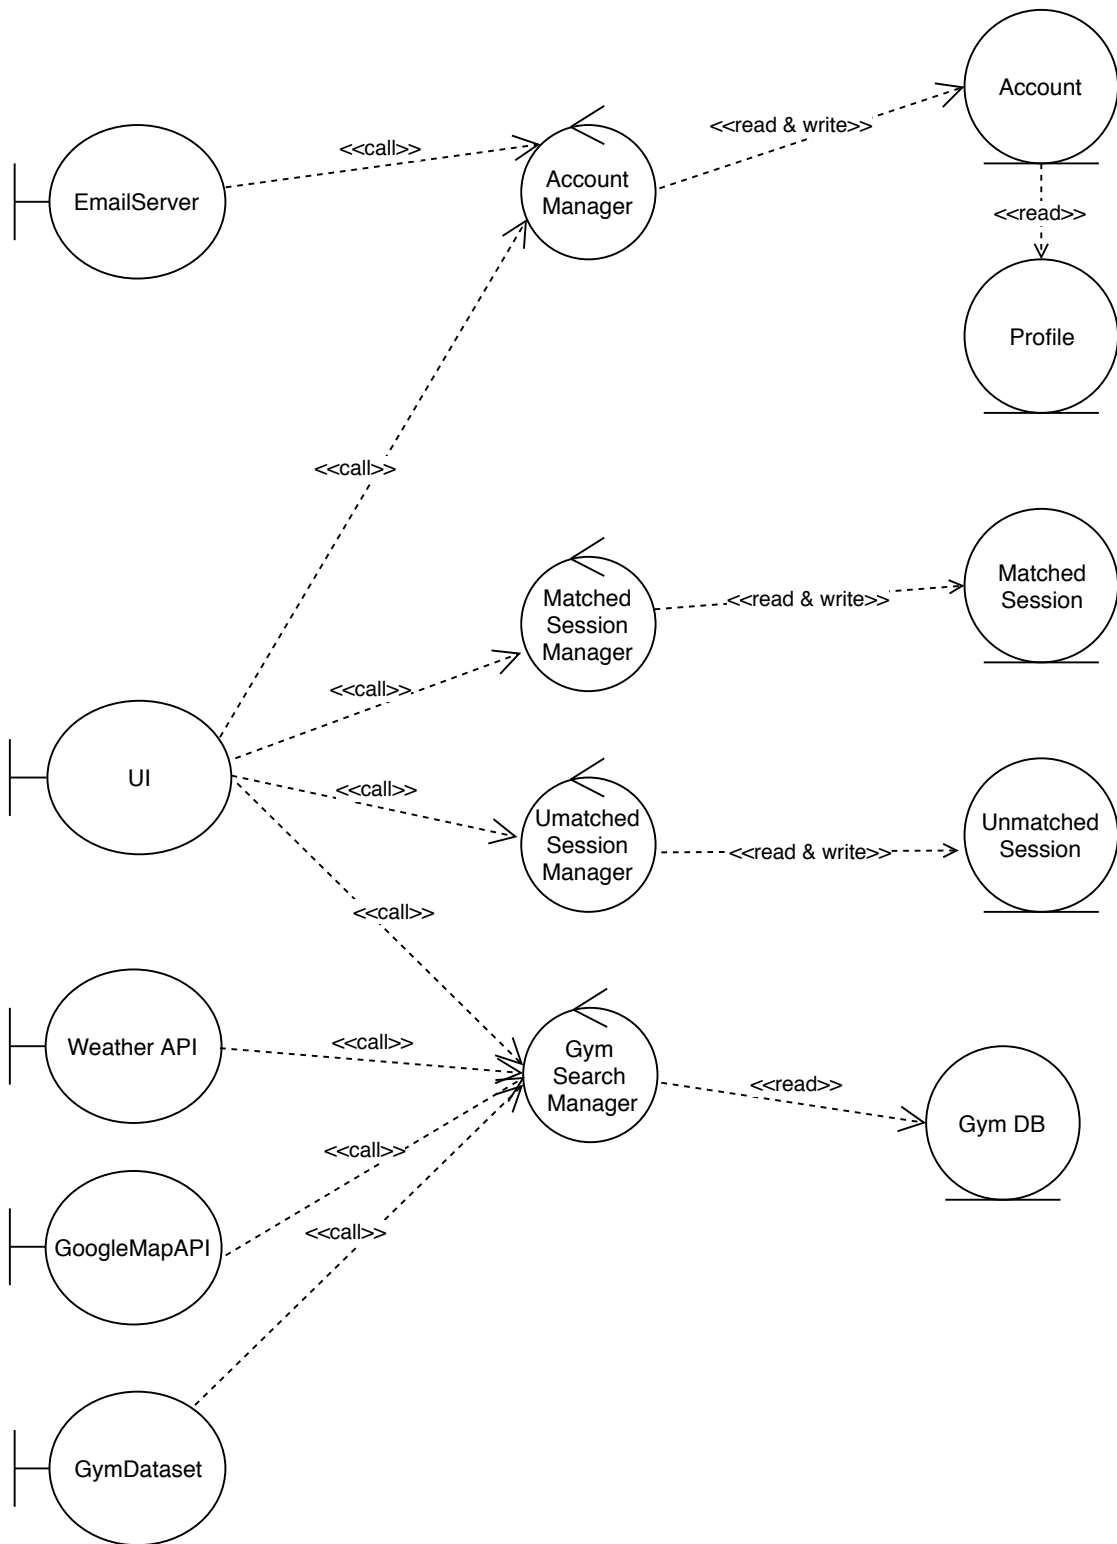 Account
<<read & write>>
<<call>>
Account
Manager
EmailServer
<<read>>
Profile
<<call>>
Matched
Session
Matched
Session
Manager
<<read & write>>
<<call>>
UI
<<call>>
Umatched
Session
Manager
Unmatched
Session
<<read & write>>
<<call>>
Weather API
<<call>>
Gym
Search
Manager
<<read>>
Gym DB
<<call>>
GoogleMapAPI
<<call>>
GymDataset